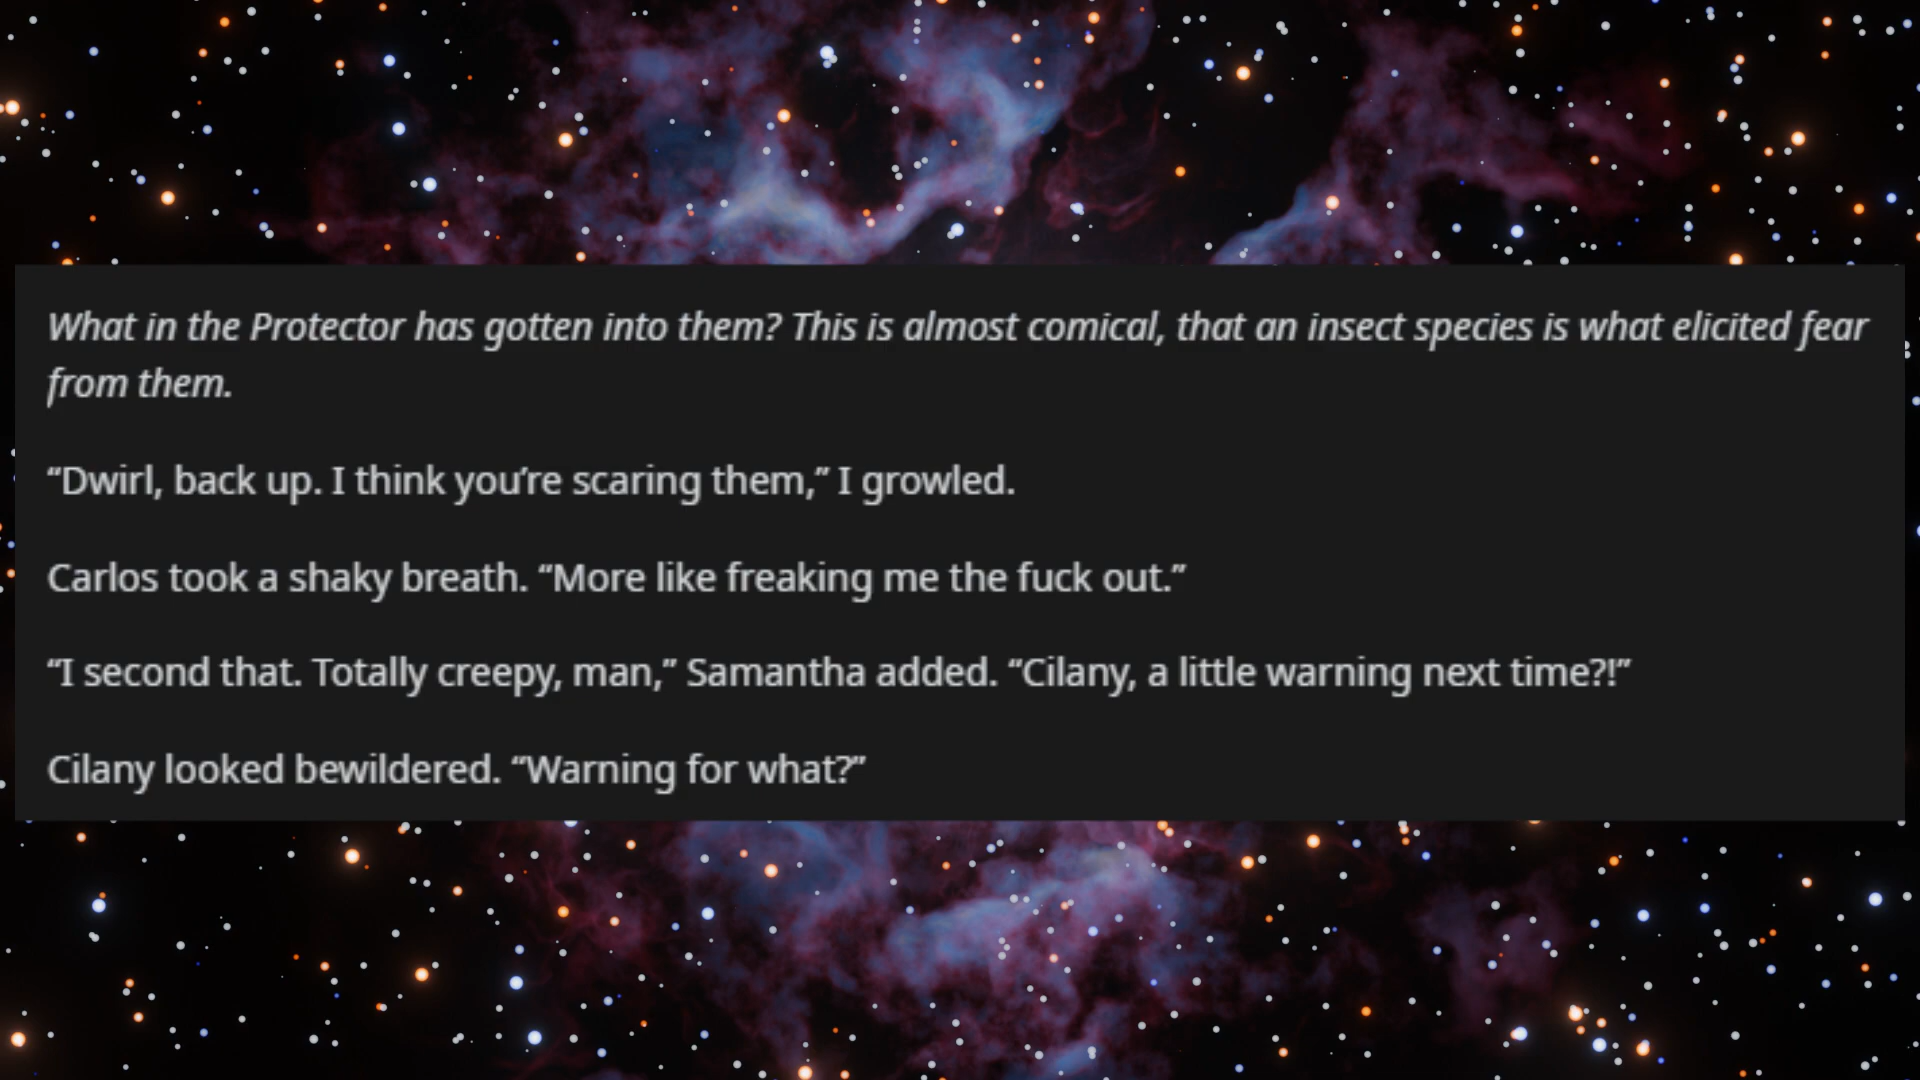 What in the Protector has gotten into them? This is almost comical, that an insect species is what elicited fear
from them.
“Dwirl, back up. I think you’re scaring them,” I growled.
Carlos took a shaky breath. “More like freaking me the fuck out.”
“I second that. Totally creepy, man,” Samantha added. “Cilany, a little warning next time?!”
Cilany looked bewildered. “Warning for what?”